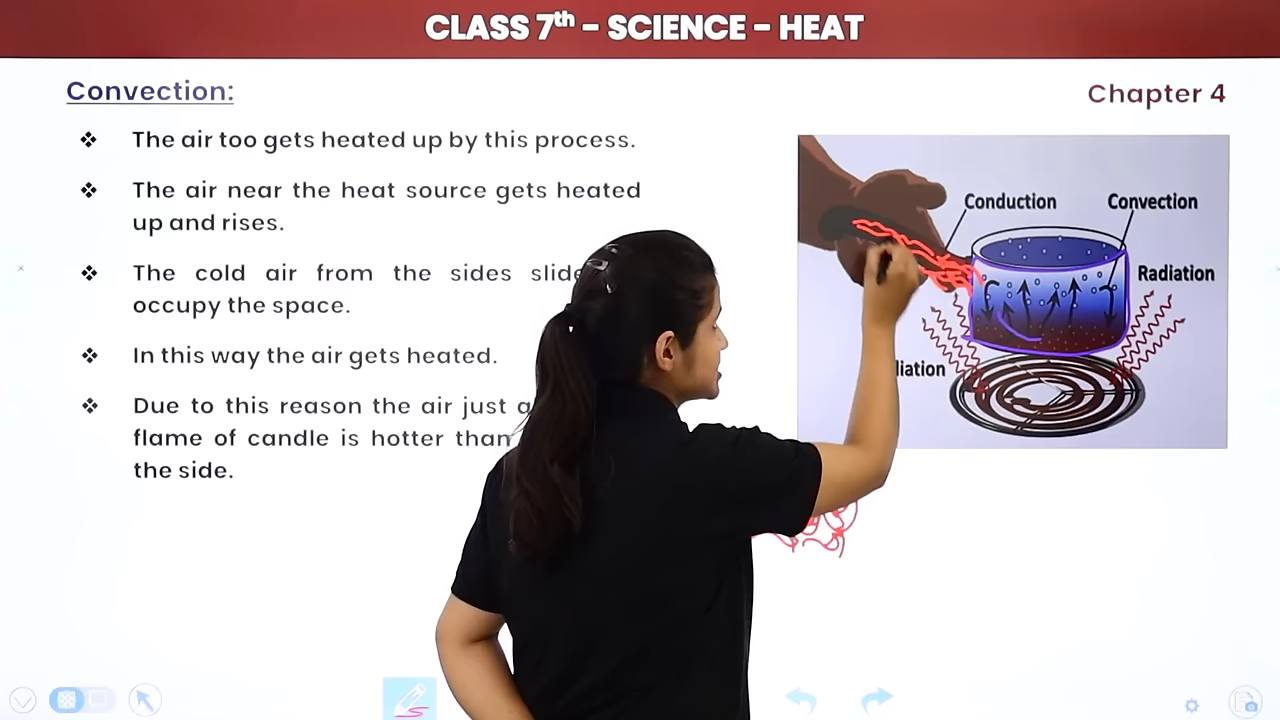 CLASS 7th - SCIENCE - HEAT
Convection:
Chapter 4
❖ The air too gets heated up by this process.
❖ The air near the heat source gets heated
up and rises.
❖ The cold air from the sides
occupy the space.
❖ In this way the air gets heated.
❖ Due to this reason the air just
flame of candle is hotter than
the side.
Conduction
Convection
Radiation